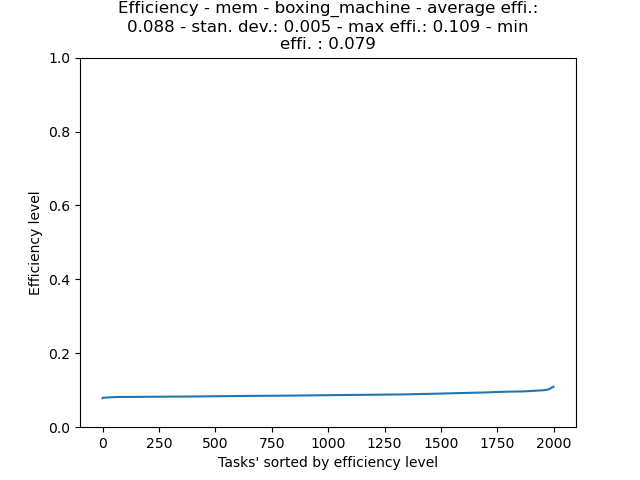 Efficiency - mem - boxing_machine - average effi.:
0.088 - stan. dev.: 0.005 - max effi.: 0.109 - min
effi. : 0.079
1.0
0.8
0.6
0.4
0.2
0.0
Efficiency level
0 250 500 750 1000 1250 1500 1750 2000
Tasks' sorted by efficiency level